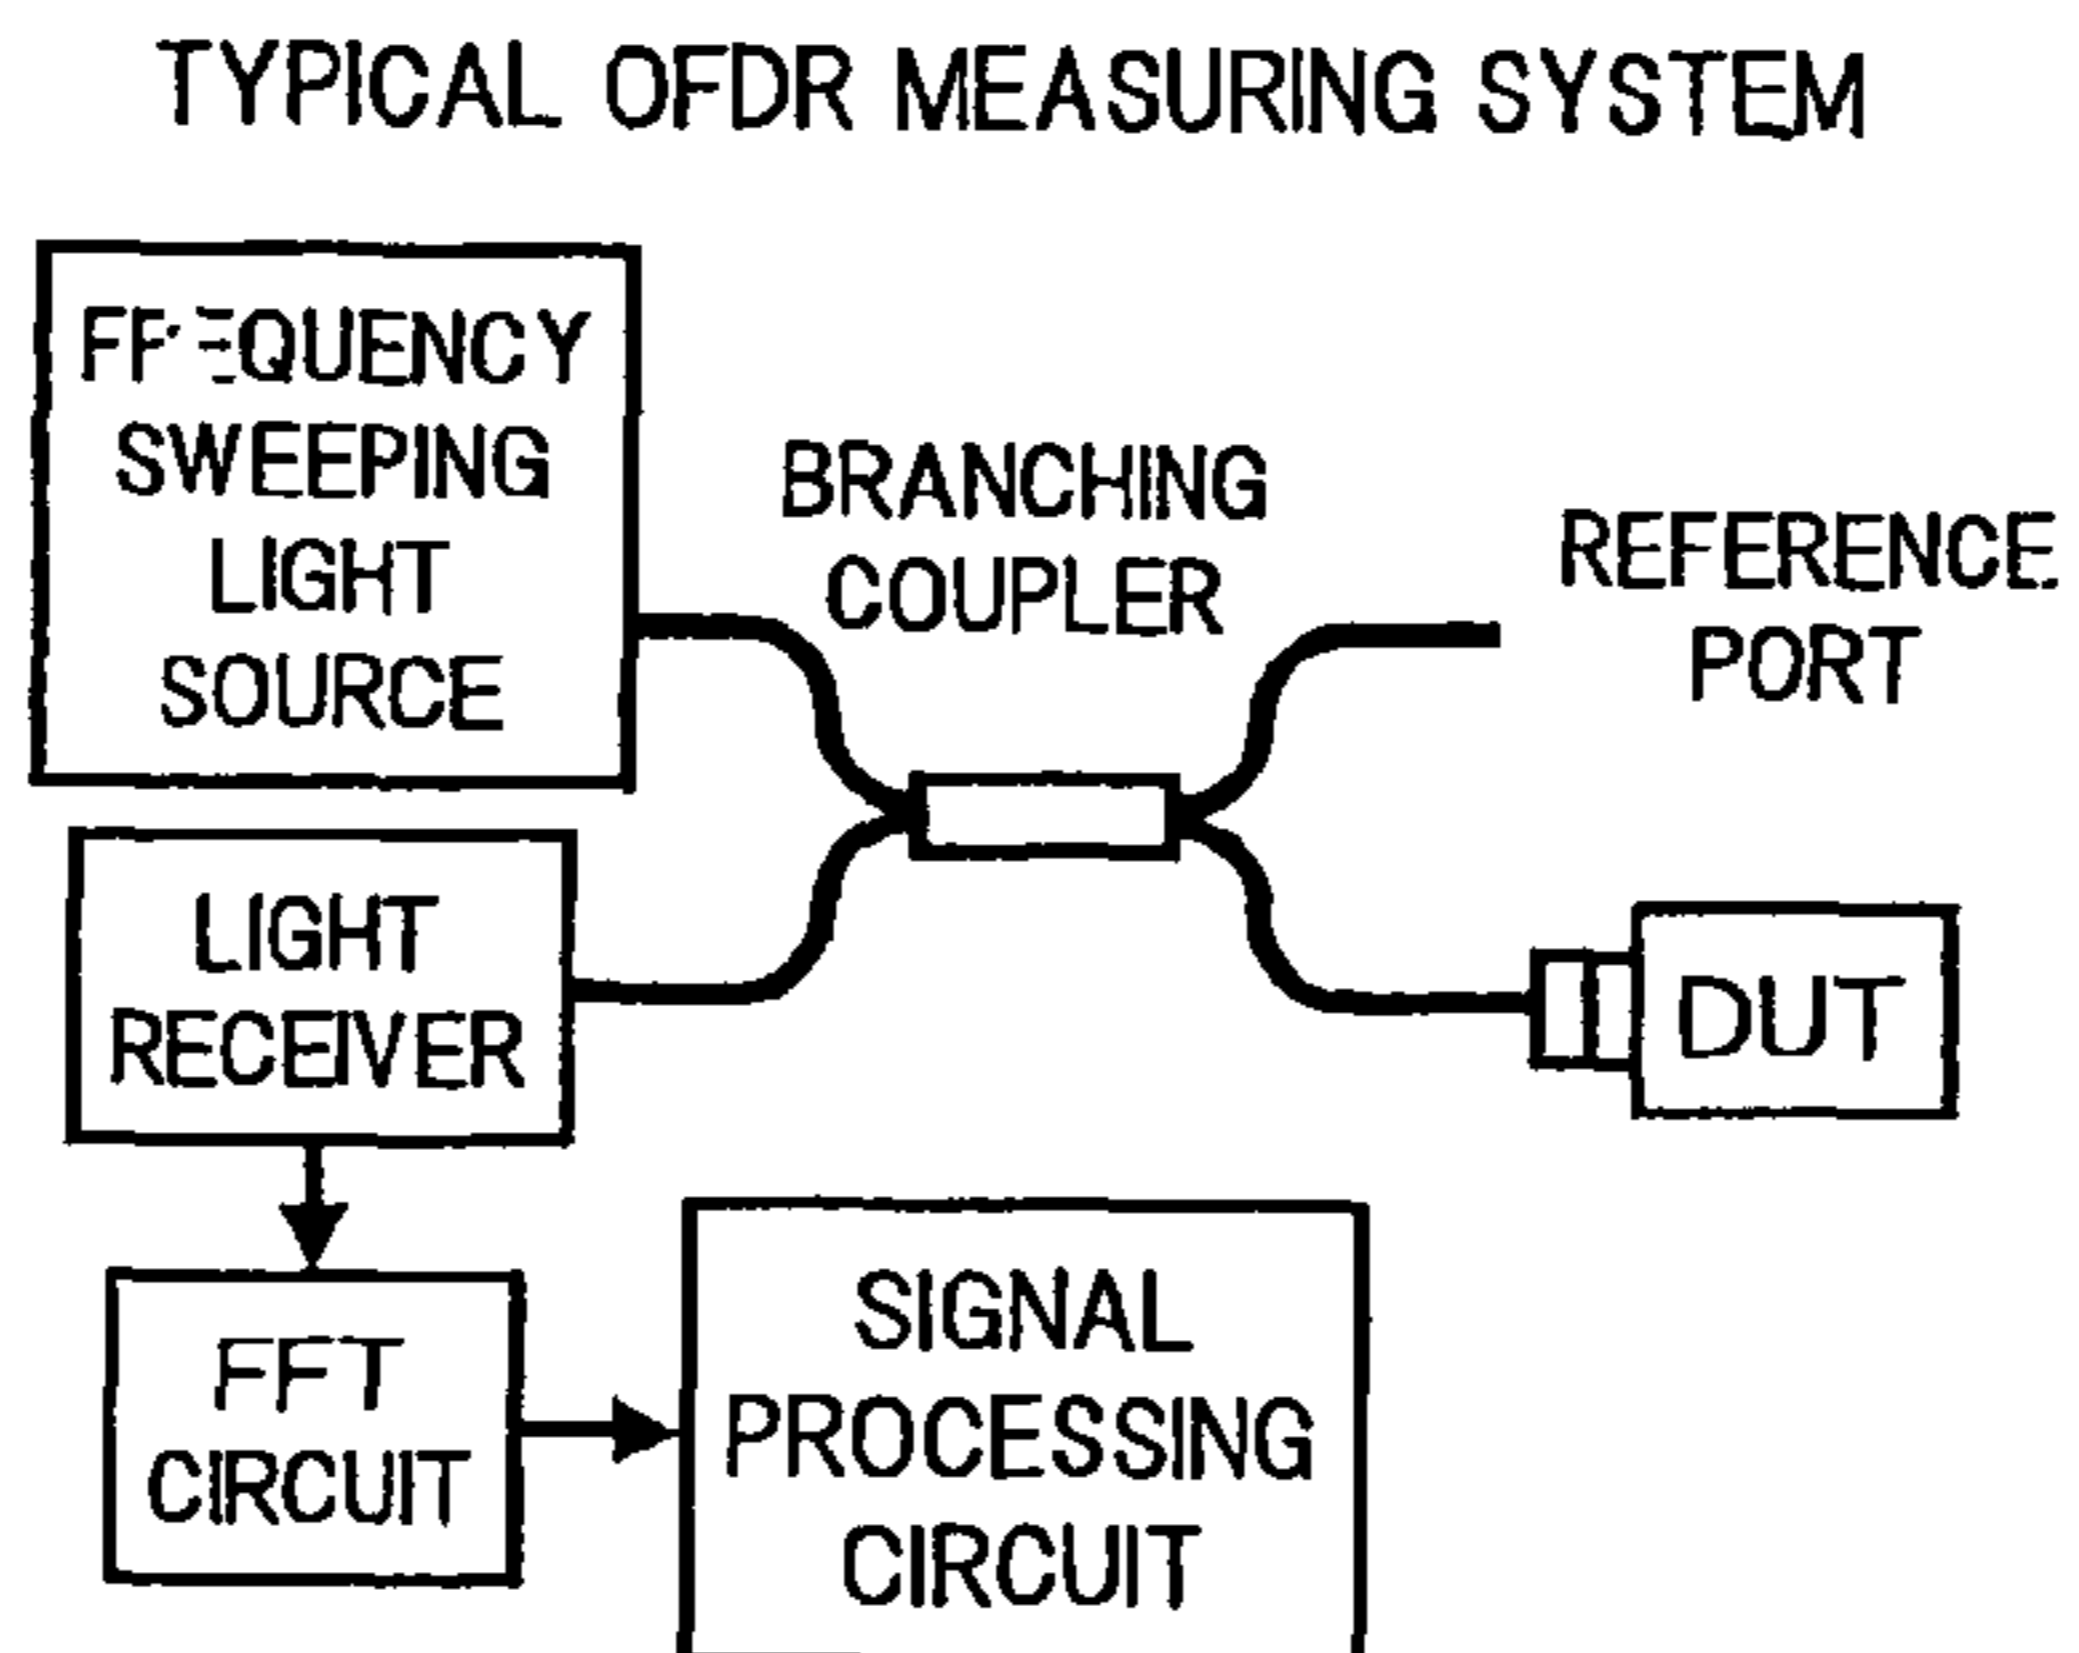 TYPICAL OFDR MEASURING SYSTEM
FREQUENCY
SWEEPING
LIGHT
SOURCE
BRANCHING
COUPLER
REFERENCE
PORT
LIGHT
RECEIVER
DUT
FFT
CIRCUIT
SIGNAL
PROCESSING
CIRCUIT